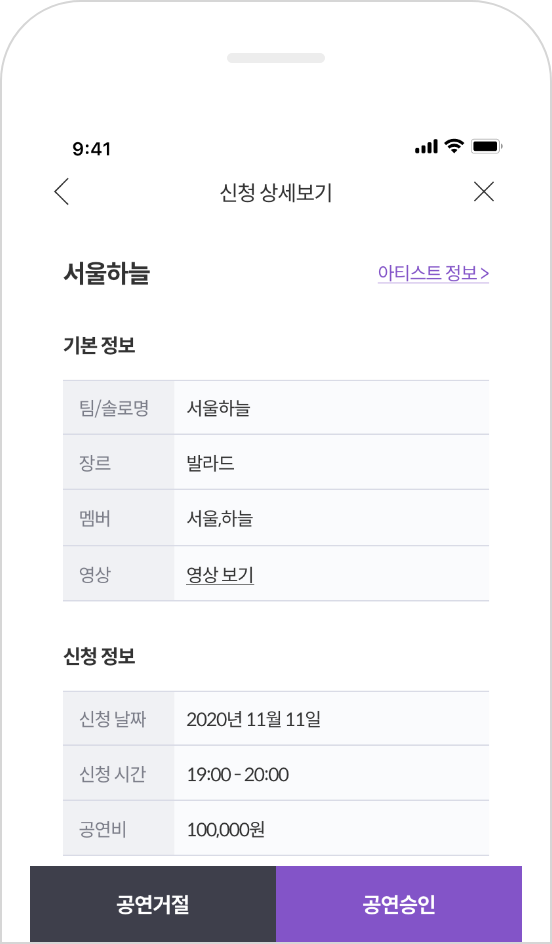 9:41
신청 상세보기
서울하늘
아티스트 정보 >
기본 정보
팀/솔로명 서울하늘
장르 발라드
멤버 서울,하늘
영상 영상 보기
신청 정보
신청 날짜 2020년 11월 11일
신청 시간 19:00 - 20:00
공연비 100,000원
공연거절 공연승인